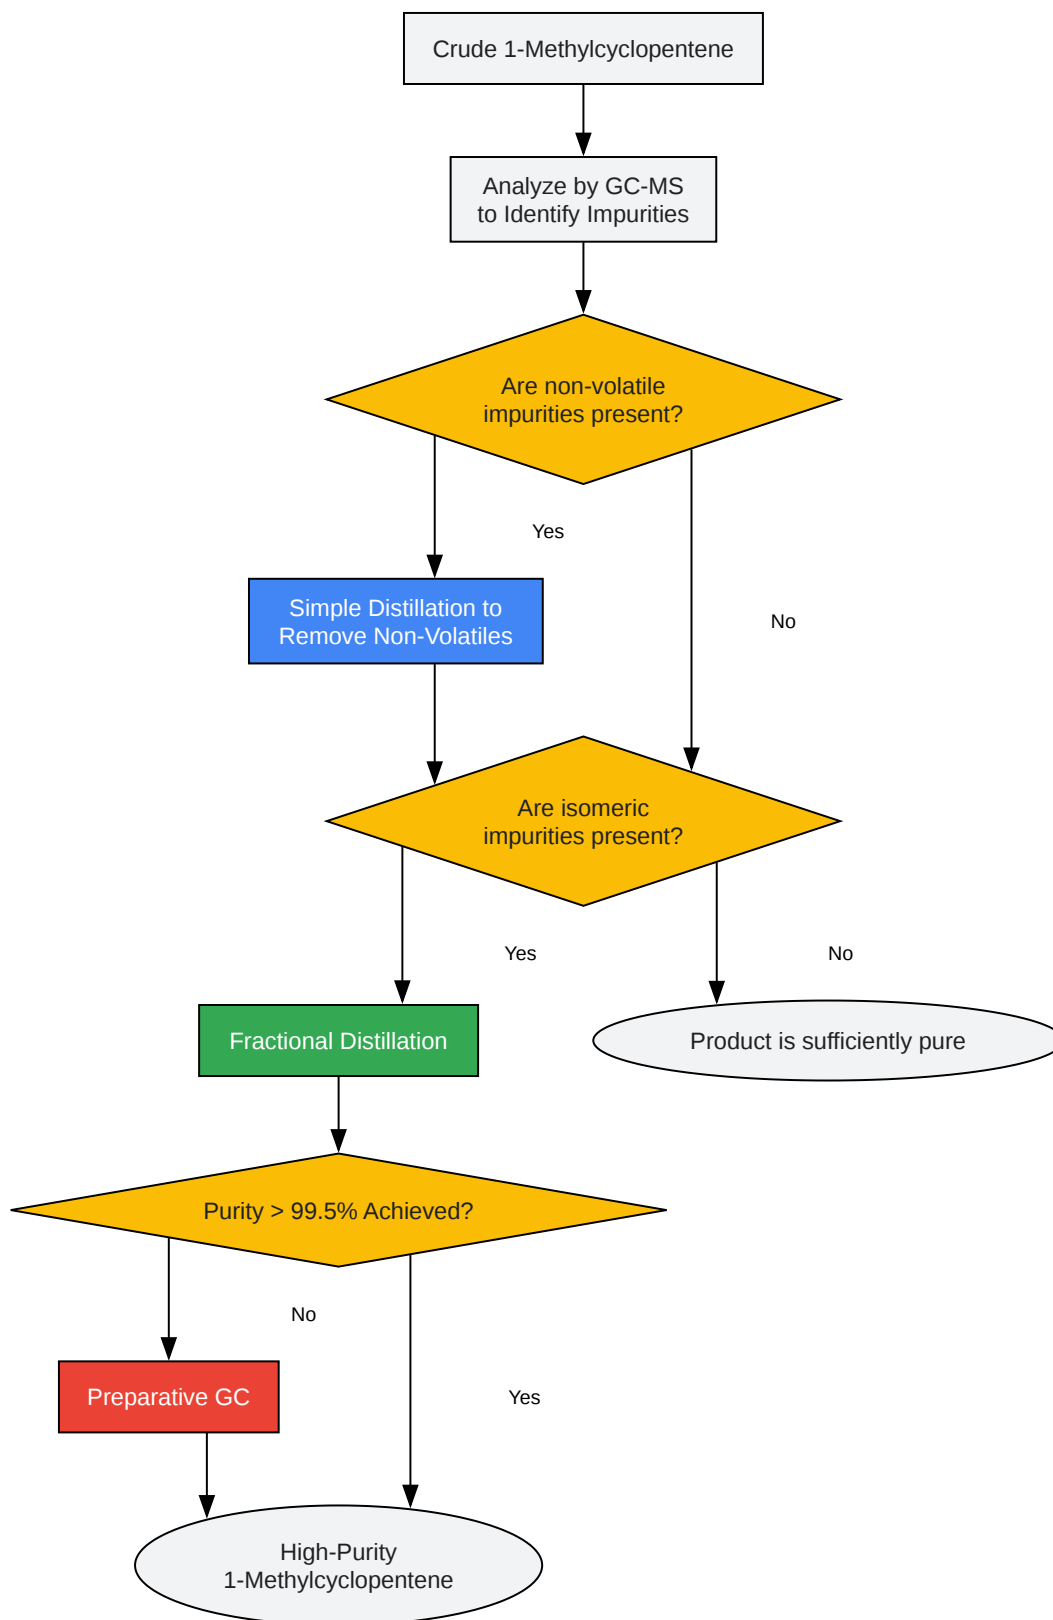 Crude 1-Methylcyclopentene
Analyze by GC-MS
to Identify Impurities
Are non-volatile
impurities present?
Yes
Simple Distillation to
Remove Non-Volatiles
No
Are isomeric
impurities present?
Yes
No
Fractional Distillation
Product is sufficiently pure
Purity > 99.5% Achieved?
No
Preparative GC
Yes
High-Purity
1-Methylcyclopentene